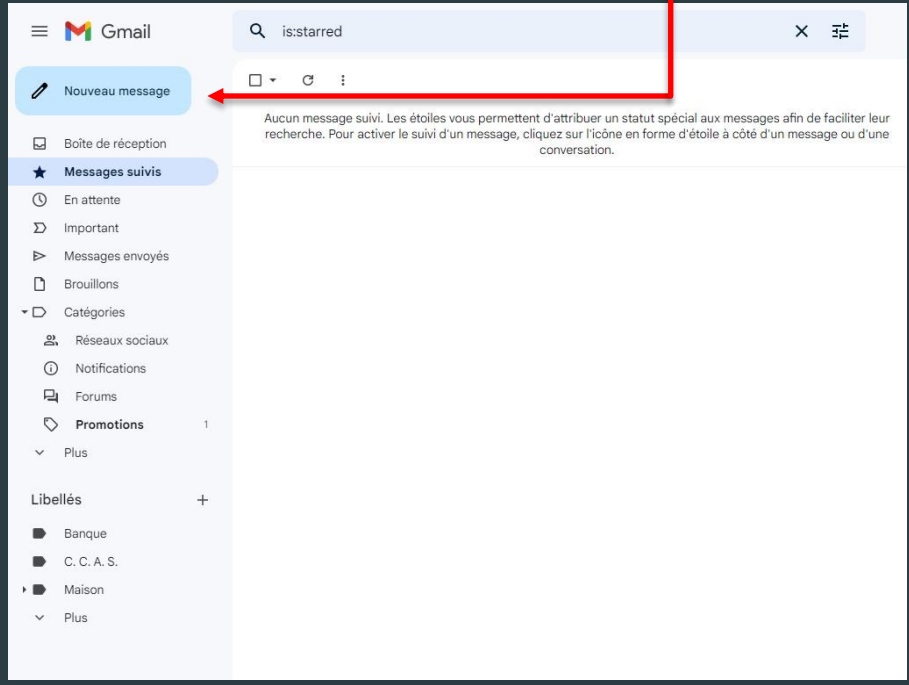 Gmail
is:starred
Nouveau message
Aucun message suivi. Les étoiles vous permettent d'attribuer un statut spécial aux messages afin de faciliter leur
recherche. Pour activer le suivi d'un message, cliquez sur l'icône en forme d'étoile à côté d'un message ou d'une
conversation.
Boîte de réception
Messages suivis
En attente
Important
Messages envoyés
Brouillons
Catégories
Réseaux sociaux
Notifications
Forums
Promotions 1
Plus
Libellés
Banque
C. C. A. S.
Maison
Plus